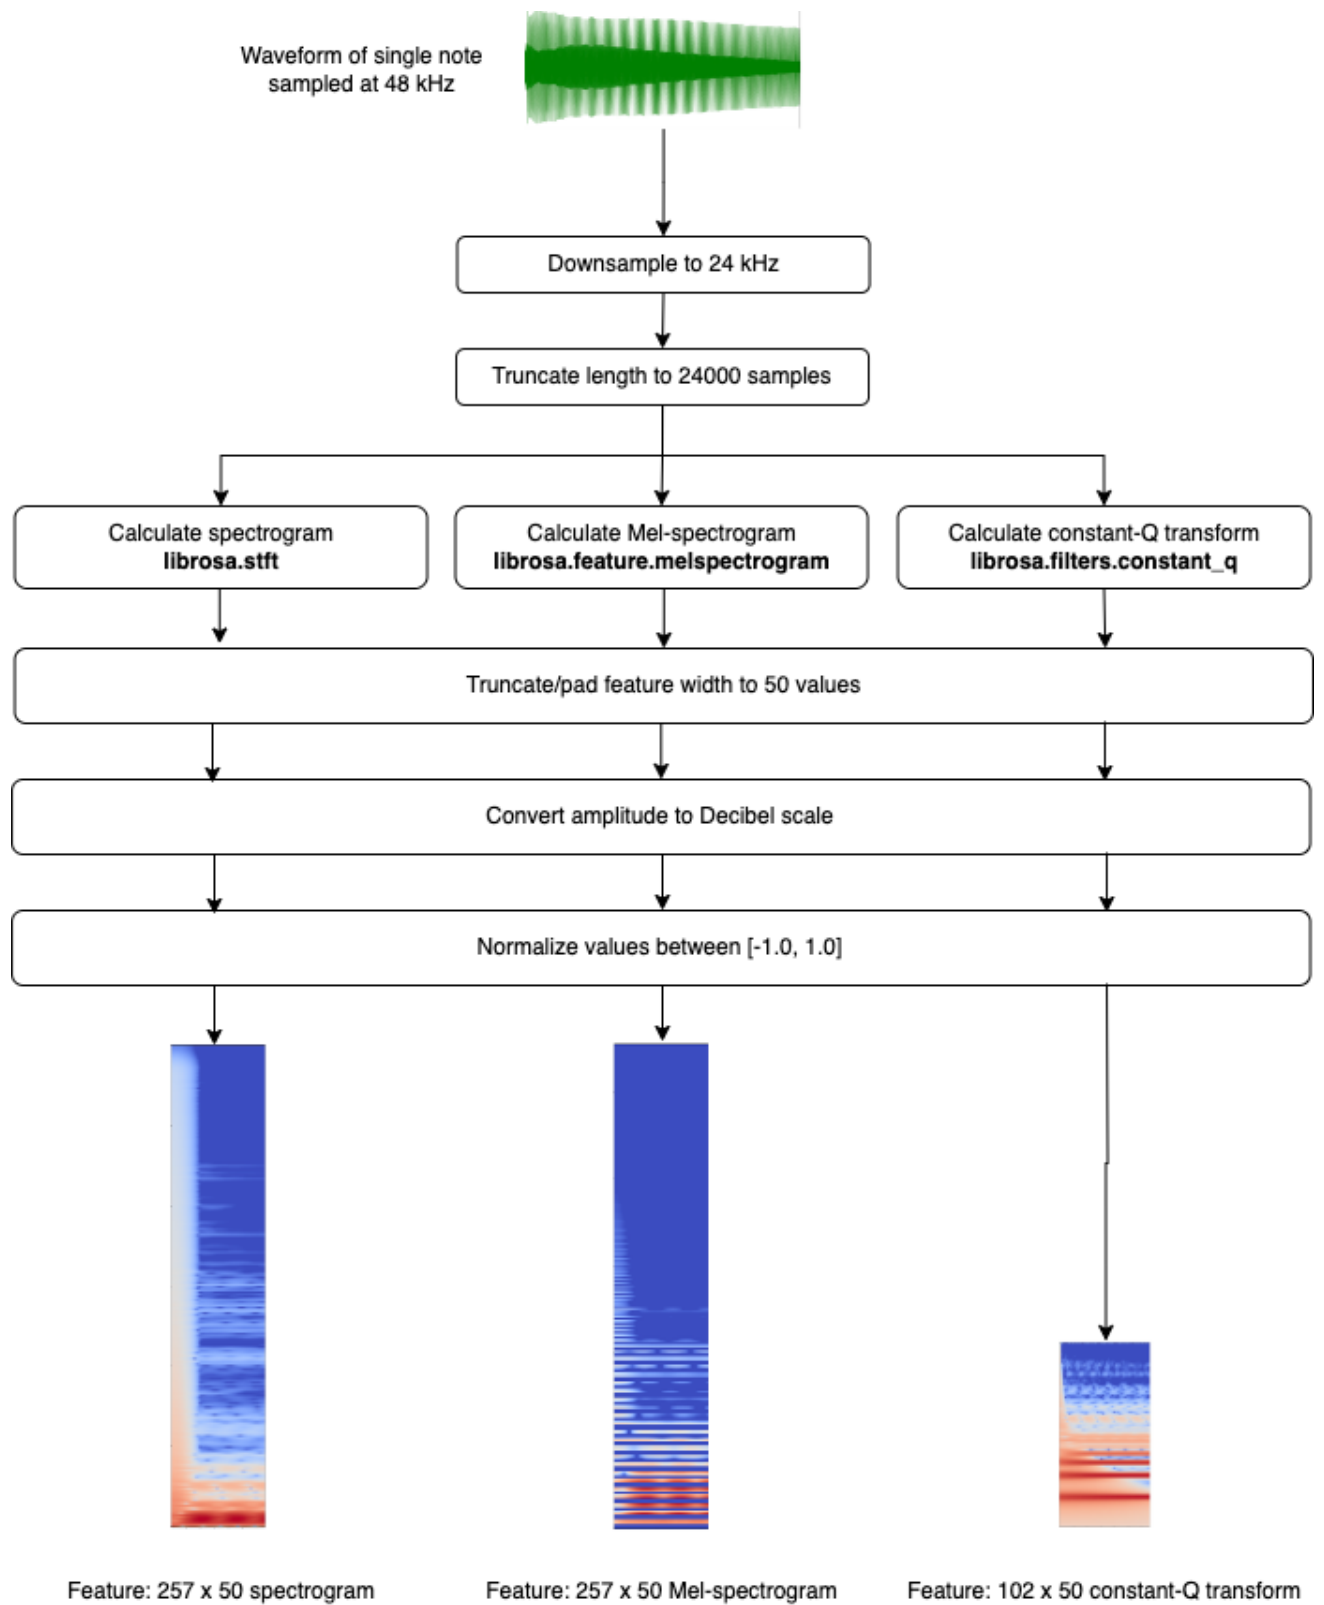 Waveform of single note
sampled at 48 kHz
Downsample to 24 kHz
Truncate length to 24000 samples
Calculate spectrogram
librosa.stft
Calculate Mel-spectrogram
librosa.feature.melspectrogram
Calculate constant-Q transform
librosa.filters.constant_q
Truncate/pad feature width to 50 values
Convert amplitude to Decibel scale
Normalize values between [-1.0, 1.0]
Feature: 257 x 50 spectrogram
Feature: 257 x 50 Mel-spectrogram
Feature: 102 x 50 constant-Q transform